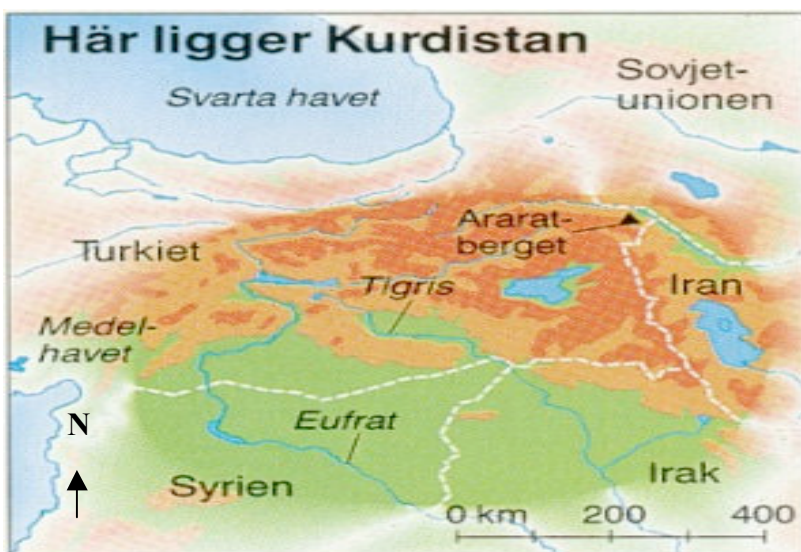 Här ligger Kurdistan
Svarta havet
Sovjet-
unionen
Ararat-
berget
Turkiet
Tigris
Iran
Medel-
havet
N
Eufrat
Syrien
Irak
0 km 200 400